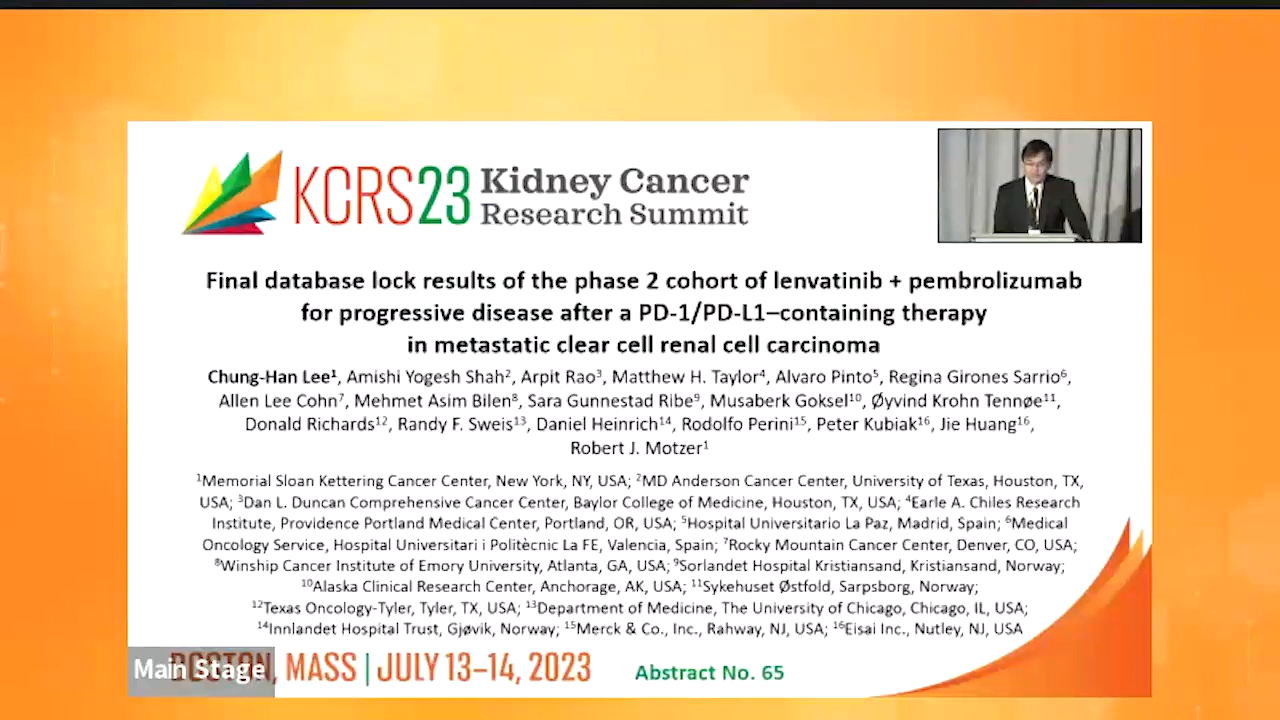 KCRS23 Kidney Cancer
Research Summit
Final database lock results of the phase 2 cohort of lenvatinib + pembrolizumab
for progressive disease after a PD-1/PD-L1–containing therapy
in metastatic clear cell renal cell carcinoma
Chung-Han Lee¹, Amishi Yogesh Shah², Arpit Rao³, Matthew H. Taylor⁴, Alvaro Pinto⁵, Regina Girones Sarrio⁶,
Allen Lee Cohn⁷, Mehmet Asim Bilen⁸, Sara Gunnestad Ribe⁹, Musaberk Goksel¹⁰, Øyvind Krohn Tennøe¹¹,
Donald Richards¹², Randy F. Sweis¹³, Daniel Heinrich¹⁴, Rodolfo Perini¹⁵, Peter Kubiak¹⁶, Jie Huang¹⁶,
Robert J. Motzer¹
¹Memorial Sloan Kettering Cancer Center, New York, NY, USA; ²MD Anderson Cancer Center, University of Texas, Houston, TX,
USA; ³Dan L. Duncan Comprehensive Cancer Center, Baylor College of Medicine, Houston, TX, USA; ⁴Earle A. Chiles Research
Institute, Providence Portland Medical Center, Portland, OR, USA; ⁵Hospital Universitario La Paz, Madrid, Spain; ⁶Medical
Oncology Service, Hospital Universitari i Politècnic La FE, Valencia, Spain; ⁷Rocky Mountain Cancer Center, Denver, CO, USA;
⁸Winship Cancer Institute of Emory University, Atlanta, GA, USA; ⁹Sorlandet Hospital Kristiansand, Kristiansand, Norway;
¹⁰Alaska Clinical Research Center, Anchorage, AK, USA; ¹¹Sykehuset Østfold, Sarpsborg, Norway;
¹²Texas Oncology-Tyler, Tyler, TX, USA; ¹³Department of Medicine, The University of Chicago, Chicago, IL, USA;
¹⁴Innlandet Hospital Trust, Gjøvik, Norway; ¹⁵Merck & Co., Inc., Rahway, NJ, USA; ¹⁶Eisai Inc., Nutley, NJ, USA
Main Stage
BOSTON, MASS | JULY 13–14, 2023
Abstract No. 65